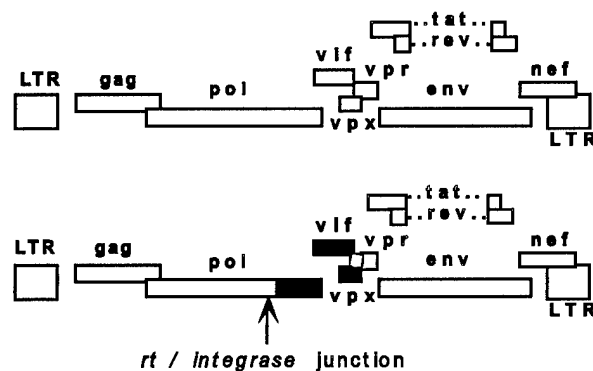 ..tat..
..rev..
vif
vpr
LTR
gag
pol
env
nef
vpx
LTR
..tat..
..rev..
vif
vpr
LTR
gag
pol
env
nef
vpx
LTR
rt / integrase junction